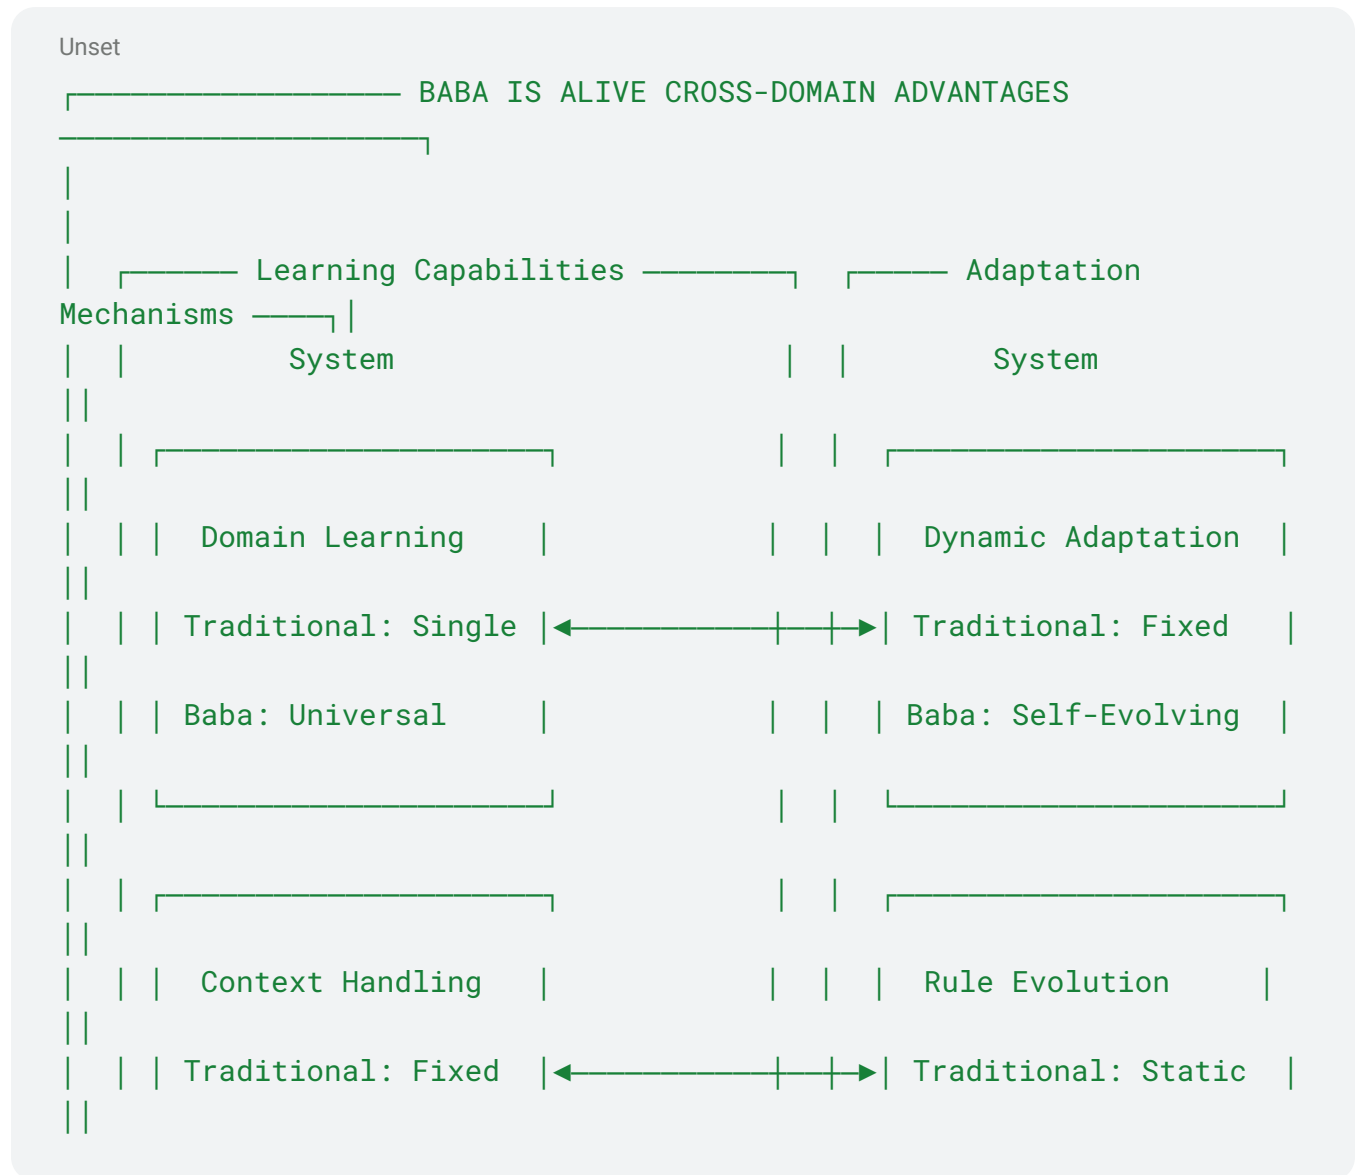 Unset
┌────────────────── BABA IS ALIVE CROSS-DOMAIN ADVANTAGES
────────────────────┐
│
│
│  ┌────── Learning Capabilities ────────┐  ┌───── Adaptation
Mechanisms ────┐│
│  │         System                      │  │        System
││
│  │ ┌─────────────────────┐            │  │  ┌─────────────────────┐
││
│  │ │  Domain Learning    │            │  │  │  Dynamic Adaptation  │
││
│  │ │ Traditional: Single │◄───────────┼──┼─►│ Traditional: Fixed   │
││
│  │ │ Baba: Universal     │            │  │  │ Baba: Self-Evolving  │
││
│  │ └─────────────────────┘            │  │  └─────────────────────┘
││
│  │ ┌─────────────────────┐            │  │  ┌─────────────────────┐
││
│  │ │  Context Handling   │            │  │  │  Rule Evolution     │
││
│  │ │ Traditional: Fixed  │◄───────────┼──┼─►│ Traditional: Static  │
││